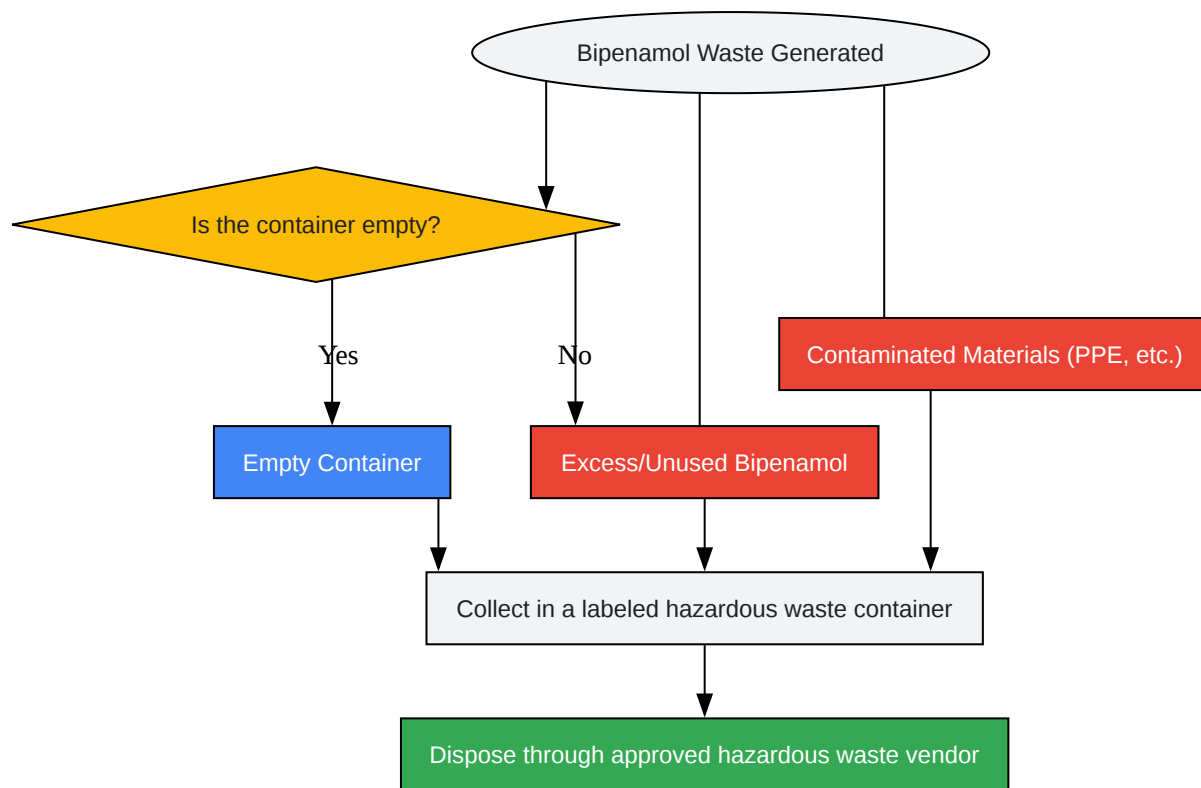 Bipenamol Waste Generated
Is the container empty?
Yes
No
Contaminated Materials (PPE, etc.)
Empty Container
Excess/Unused Bipenamol
Collect in a labeled hazardous waste container
Dispose through approved hazardous waste vendor